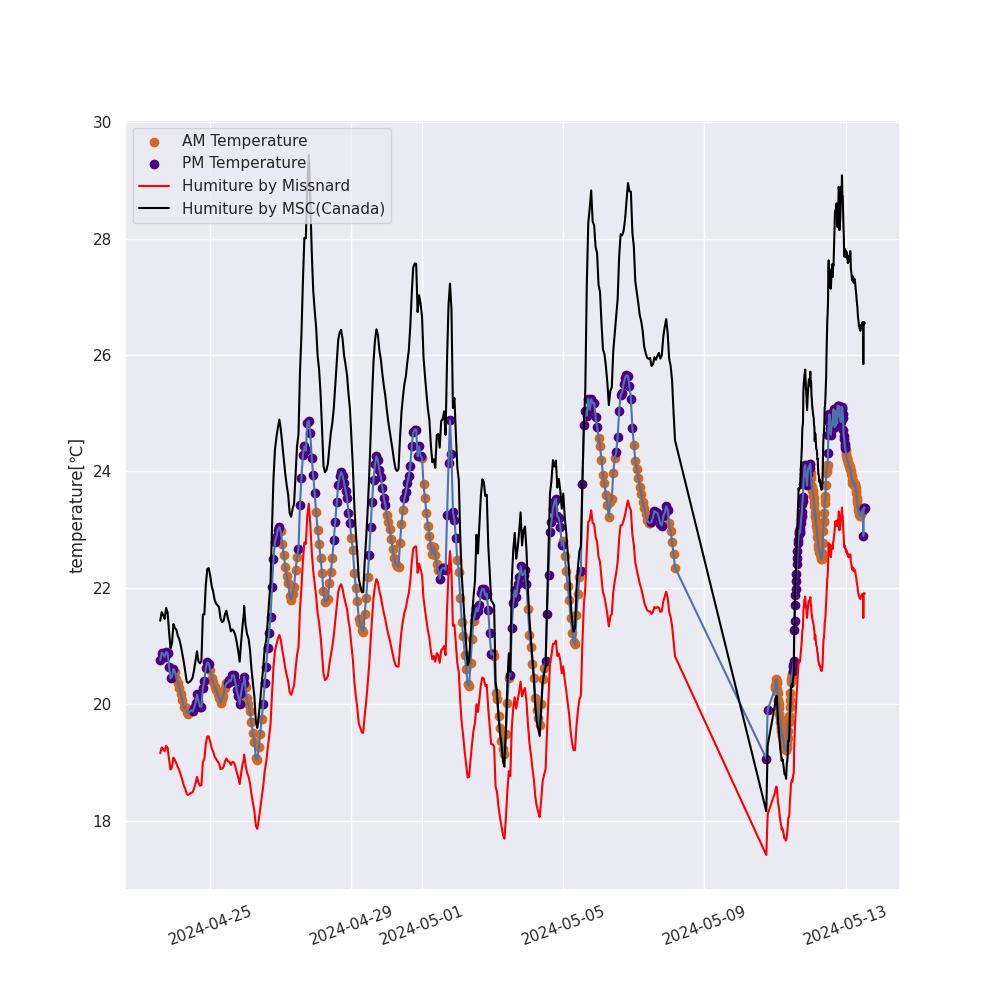 30
28
26
24
22
20
18
temperature[℃]
AM Temperature
PM Temperature
Humiture by Missnard
Humiture by MSC(Canada)
2024-04-25
2024-04-29
2024-05-01
2024-05-05
2024-05-09
2024-05-13